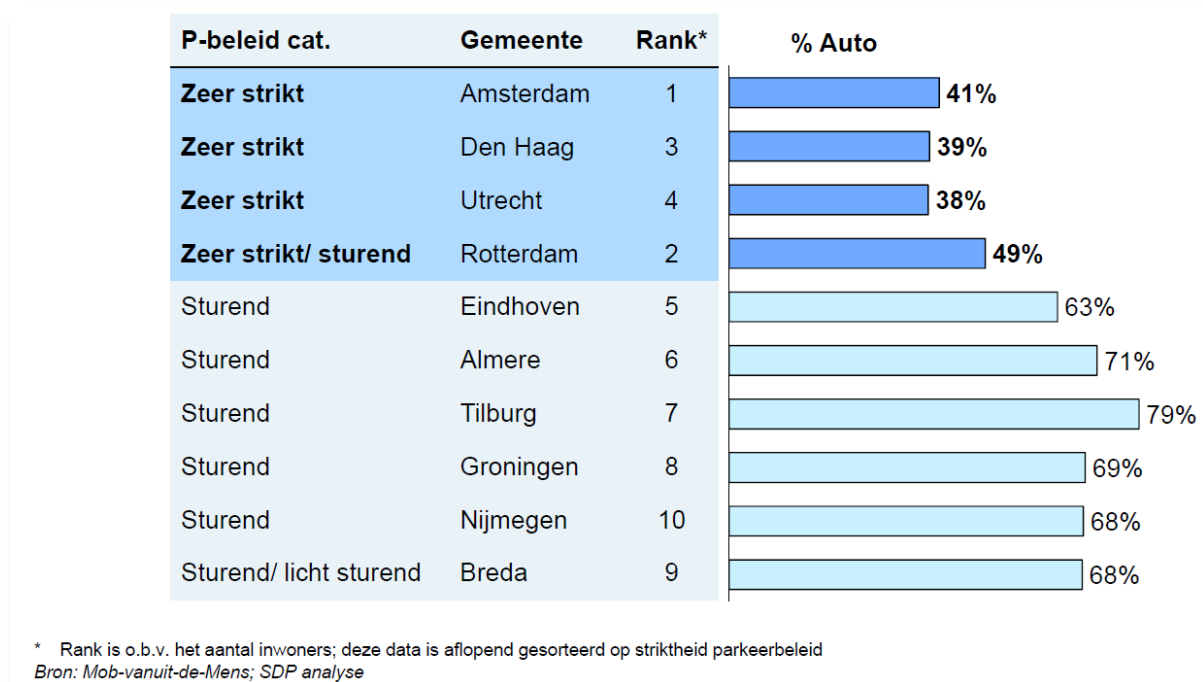 P-beleid cat. Gemeente Rank* % Auto
Zeer strikt Amsterdam 1 41%
Zeer strikt Den Haag 3 39%
Zeer strikt Utrecht 4 38%
Zeer strikt/ sturend Rotterdam 2 49%
Sturend Eindhoven 5 63%
Sturend Almere 6 71%
Sturend Tilburg 7 79%
Sturend Groningen 8 69%
Sturend Nijmegen 10 68%
Sturend/ licht sturend Breda 9 68%
* Rank is o.b.v. het aantal inwoners; deze data is aflopend gesorteerd op striktheid parkeerbeleid
Bron: Mob-vanuit-de-Mens; SDP analyse